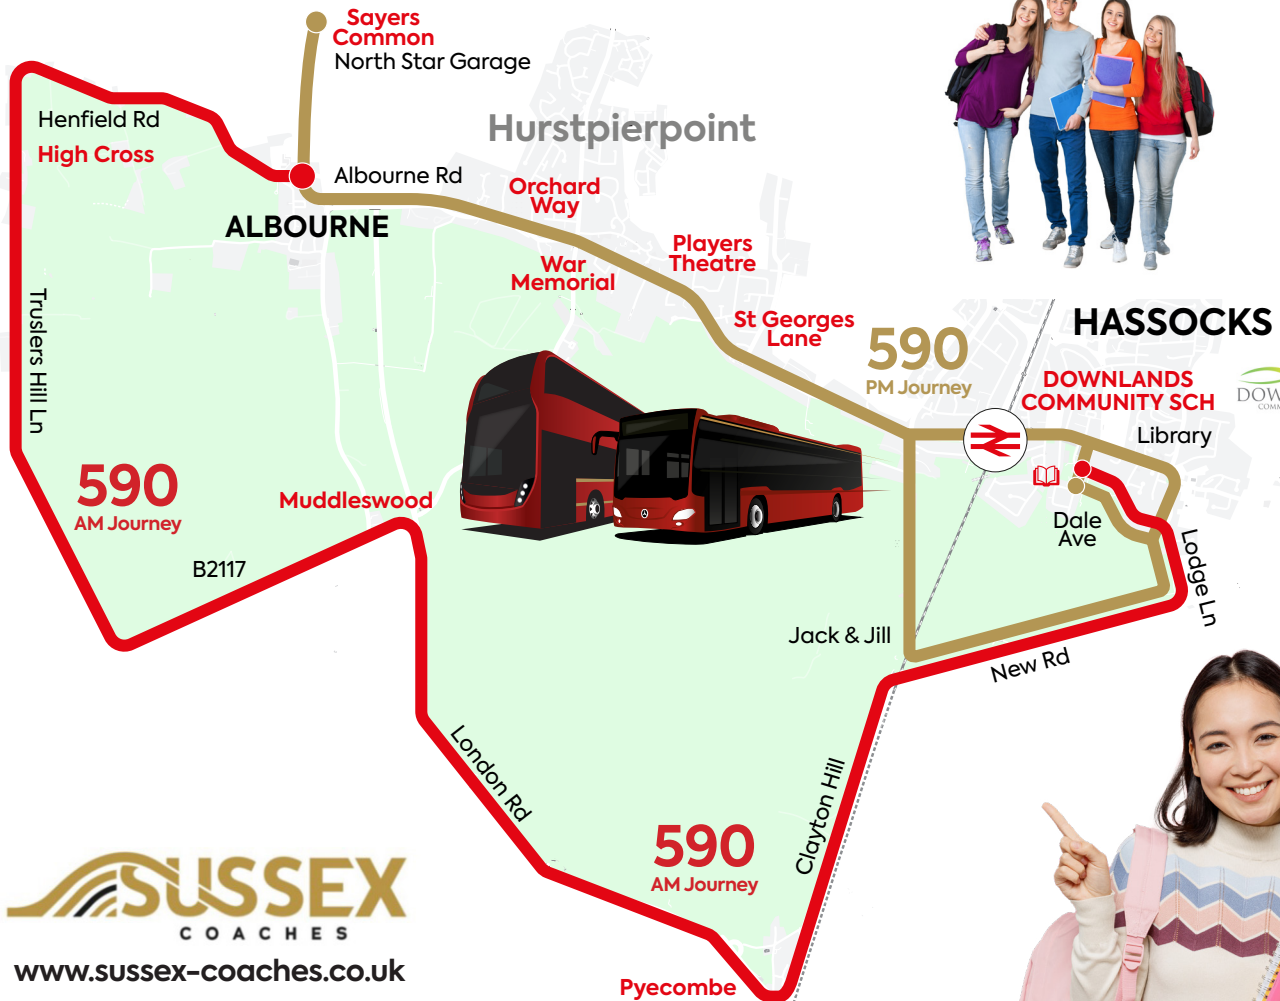 Sayers
Common
North Star Garage
Henfield Rd
High Cross
Hurstpierpoint
Albourne Rd
ALBOURNE
Orchard
Way
War
Memorial
Players
Theatre
St Georges
Lane
590
PM Journey
HASSOCKS
DOWNLANDS
COMMUNITY SCH
Library
Dale
Ave
Lodge Ln
Truslers Hill Ln
590
AM Journey
Muddleswood
B2117
Jack & Jill
New Rd
London Rd
Clayton Hill
590
AM Journey
Pyecombe
SUSSEX
COACHES
www.sussex-coaches.co.uk